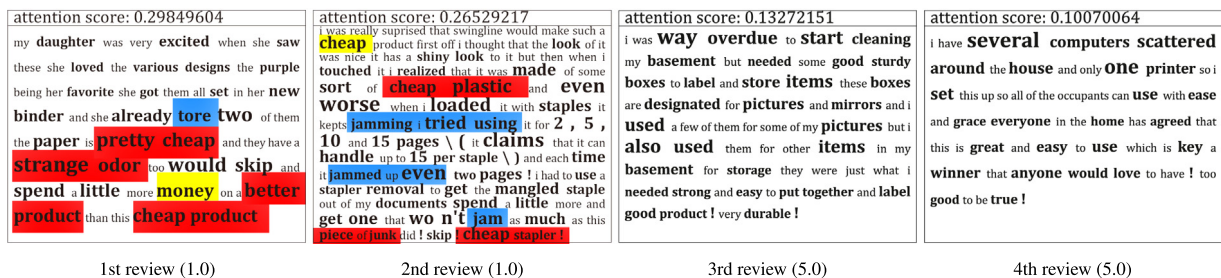 attention score: 0.29849604
my daughter was very excited when she saw
these she loved the various designs the purple
being her favorite she got them all set in her new
binder and she already tore two of them
the paper is pretty cheap and they have a
strange odor too would skip and
spend a little more money on a better
product than this cheap product
1st review (1.0)
attention score: 0.26529217
i was really suprised that swingline would make such a
cheap product first off i thought that the look of it
was nice it has a shiny look to it but then when i
touched it i realized that it was made of some
sort of cheap plastic and even
worse when i loaded it with staples it
kepts jamming i tried using it for 2 , 5 ,
10 and 15 pages \ ( it claims that it can
handle up to 15 per staple \ ) and each time
it jammed up even two pages ! i had to use a
stapler removal to get the mangled staple
out of my documents spend a little more and
get one that wo n't jam as much as this
piece of junk did ! skip ! cheap stapler !
2nd review (1.0)
attention score: 0.13272151
i was way overdue to start cleaning
my basement but needed some good sturdy
boxes to label and store items these boxes
are designated for pictures and mirrors and i
used a few of them for some of my pictures but i
also used them for other items in my
basement for storage they were just what i
needed strong and easy to put together and label
good product ! very durable !
3rd review (5.0)
attention score: 0.10070064
i have several computers scattered
around the house and only one printer so i
set this up so all of the occupants can use with ease
and grace everyone in the home has agreed that
this is great and easy to use which is key a
winner that anyone would love to have ! too
good to be true !
4th review (5.0)